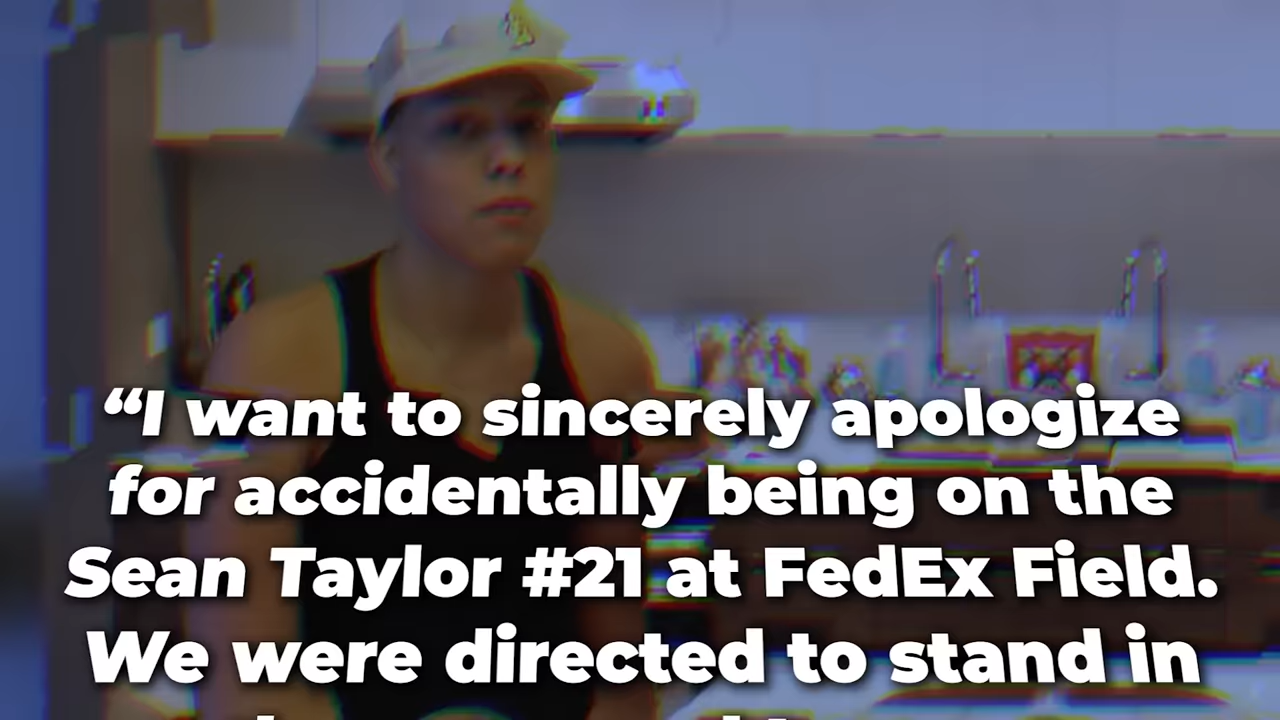 “I want to sincerely apologize
for accidentally being on the
Sean Taylor #21 at FedEx Field.
We were directed to stand in